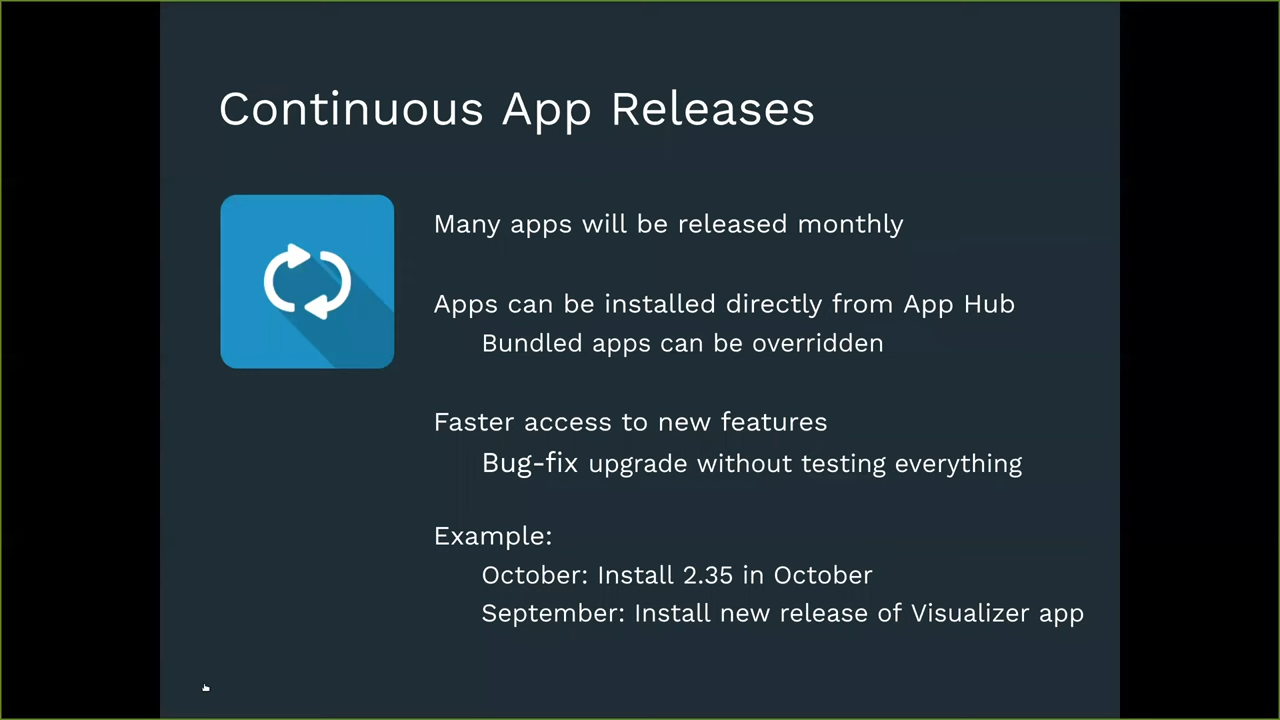 Continuous App Releases
Many apps will be released monthly
Apps can be installed directly from App Hub
Bundled apps can be overridden
Faster access to new features
Bug-fix upgrade without testing everything
Example:
October: Install 2.35 in October
September: Install new release of Visualizer app